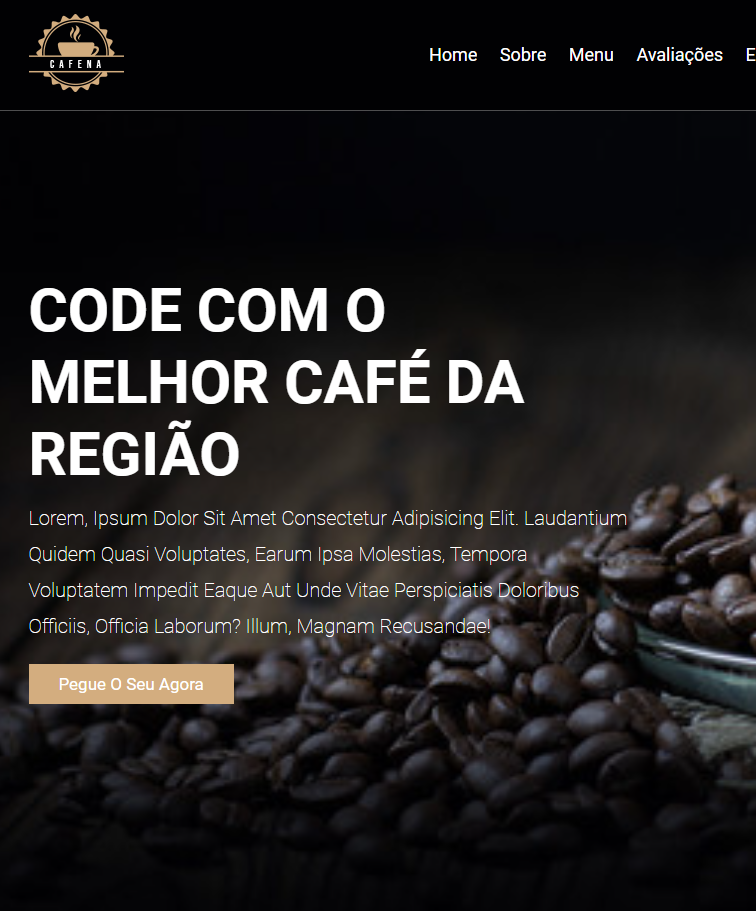 CAFENA
Home Sobre Menu Avaliações E
CODE COM O
MELHOR CAFÉ DA
REGIÃO
Lorem, Ipsum Dolor Sit Amet Consectetur Adipisicing Elit. Laudantium
Quidem Quasi Voluptates, Earum Ipsa Molestias, Tempora
Voluptatem Impedit Eaque Aut Unde Vitae Perspiciatis Doloribus
Officiis, Officia Laborum? Illum, Magnam Recusandae!
Pegue O Seu Agora